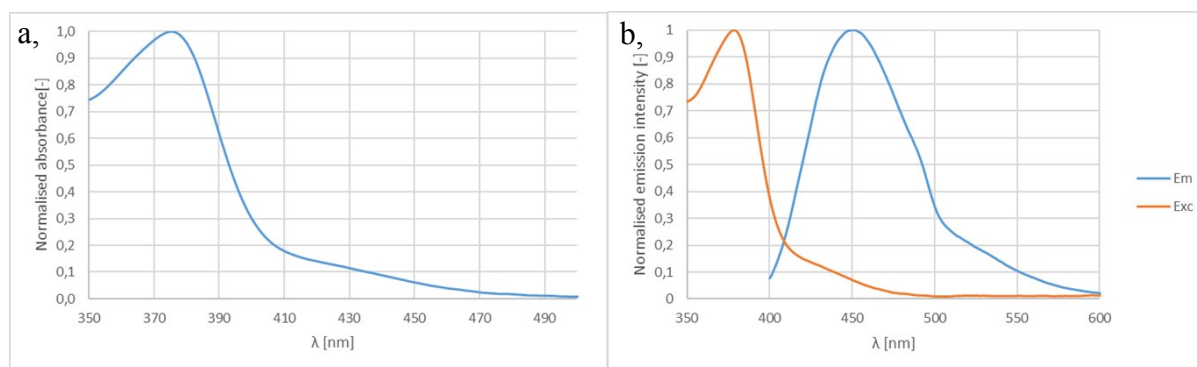 a,
Normalised absorbance[-]
1,0
0,9
0,8
0,7
0,6
0,5
0,4
0,3
0,2
0,1
0,0
350 370 390 410 430 450 470 490
λ [nm]
b,
Normalised emission intensity [-]
1
0,9
0,8
0,7
0,6
0,5
0,4
0,3
0,2
0,1
0
350 400 450 500 550 600
λ [nm]
Em
Exc